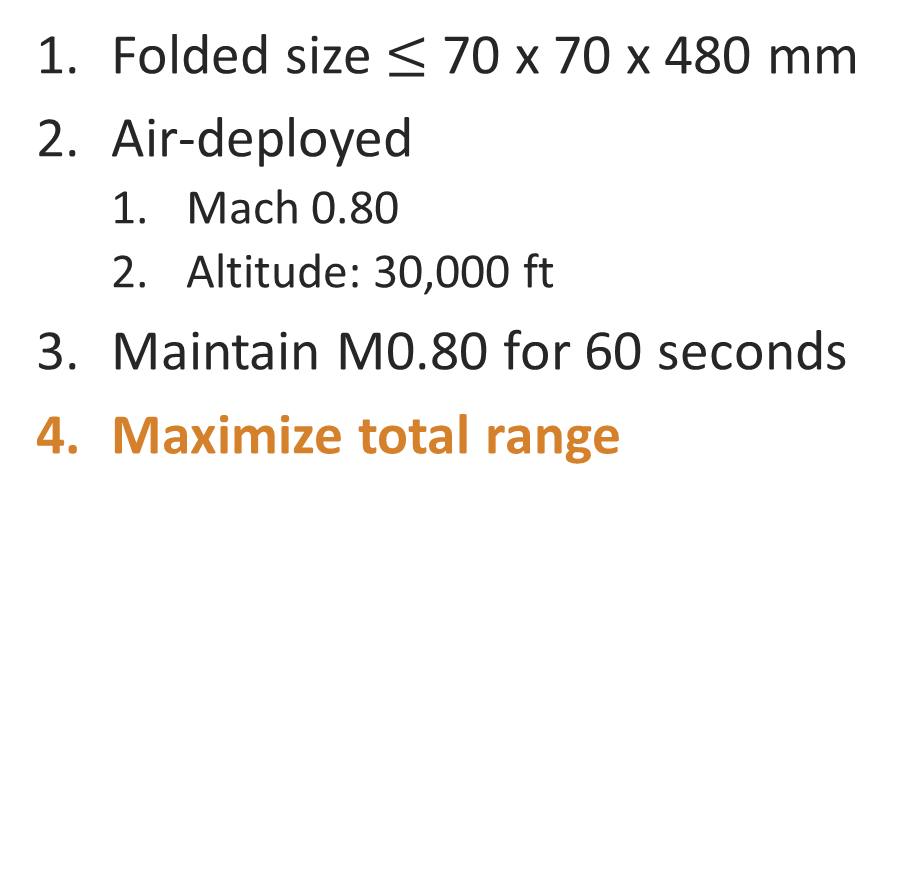 1. Folded size ≤ 70 x 70 x 480 mm
2. Air-deployed
1. Mach 0.80
2. Altitude: 30,000 ft
3. Maintain M0.80 for 60 seconds
4. Maximize total range